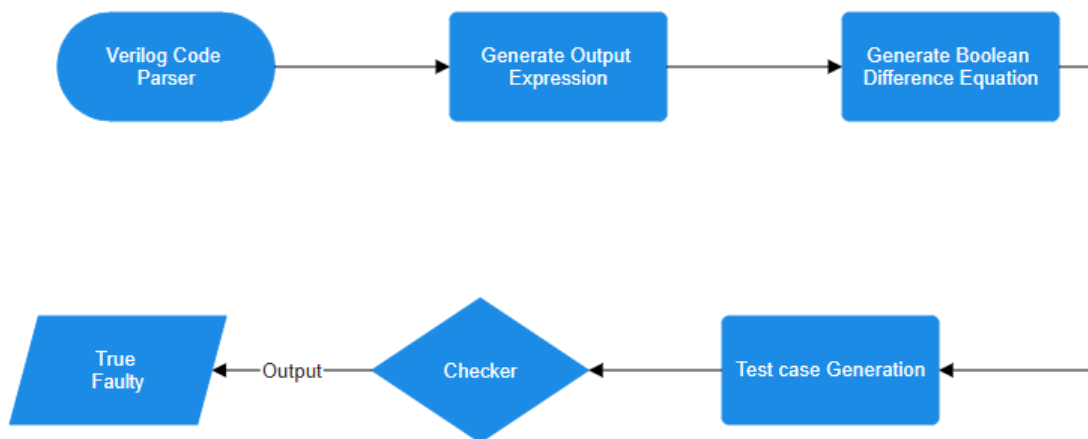 Verilog Code
Parser
Generate Output
Expression
Generate Boolean
Difference Equation
Test case Generation
Checker
Output
True
Faulty